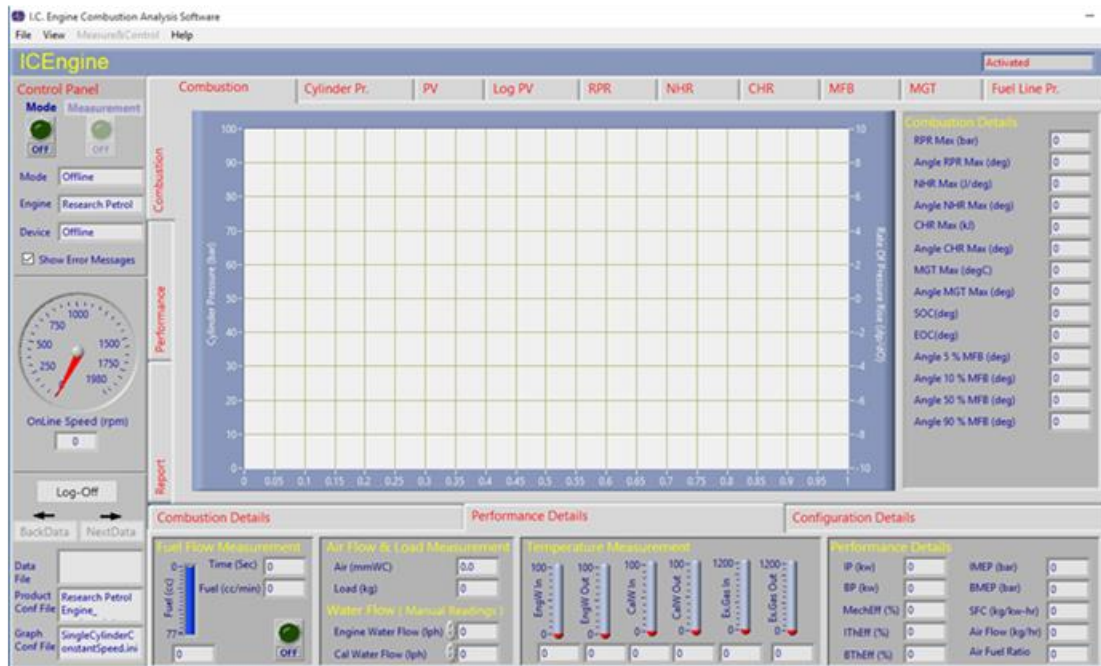 I.C. Engine Combustion Analysis Software
File View Measure&Control Help
ICEngine
Activated
Control Panel
Mode Measurement
OFF OFF
Mode Offline
Engine Research Petrol
Device Offline
Show Error Messages
0 250 500 750 1000 1500 1750 1980
OnLine Speed (rpm)
0
Log-Off
BackData NextData
Data File
Product Conf File Research Petrol Engine_
Graph Conf File SingleCylinderConstantSpeed.ini
Combustion Cylinder Pr. PV Log PV RPR NHR CHR MFB MGT Fuel Line Pr.
Combustion
Performance
Report
Cylinder Pressure (bar)
100
90
80
70
60
50
40
30
20
10
0
0 0.05 0.1 0.15 0.2 0.25 0.3 0.35 0.4 0.45 0.5 0.55 0.6 0.65 0.7 0.75 0.8 0.85 0.9 0.95 1
10
8
6
4
2
0
-2
-4
-6
-8
-10
Rate Of Pressure Rise (dp/dO)
Combustion Details
RPR Max (bar) 0
Angle RPR Max (deg) 0
NHR Max (J/deg) 0
Angle NHR Max (deg) 0
CHR Max (kJ) 0
Angle CHR Max (deg) 0
MGT Max (degC) 0
Angle MGT Max (deg) 0
SOC(deg) 0
EOC(deg) 0
Angle 5 % MFB (deg) 0
Angle 10 % MFB (deg) 0
Angle 50 % MFB (deg) 0
Angle 90 % MFB (deg) 0
Combustion Details Performance Details Configuration Details
Fuel Flow Measurement
Time (Sec) 0
Fuel (cc/min) 0
Fuel (cc)
0
77
0
OFF
Air Flow & Load Measurement
Air (mmWC) 0.0
Load (kg) 0
Water Flow ( Manual Readings )
Engine Water Flow (lph) 0
Cal Water Flow (lph) 0
Temperature Measurement
100 100 100 100 1200 1200
EngW In EngW Out CalW In CalW Out Ex.Gas In Ex.Gas Out
0 0 0 0 0 0
0 0 0 0 0 0
Performance Details
IP (kw) 0 IMEP (bar) 0
BP (kw) 0 BMEP (bar) 0
MechEff (%) 0 SFC (kg/kw-hr) 0
IThEff (%) 0 Air Flow (kg/hr) 0
BThEff (%) 0 Air Fuel Ratio 0